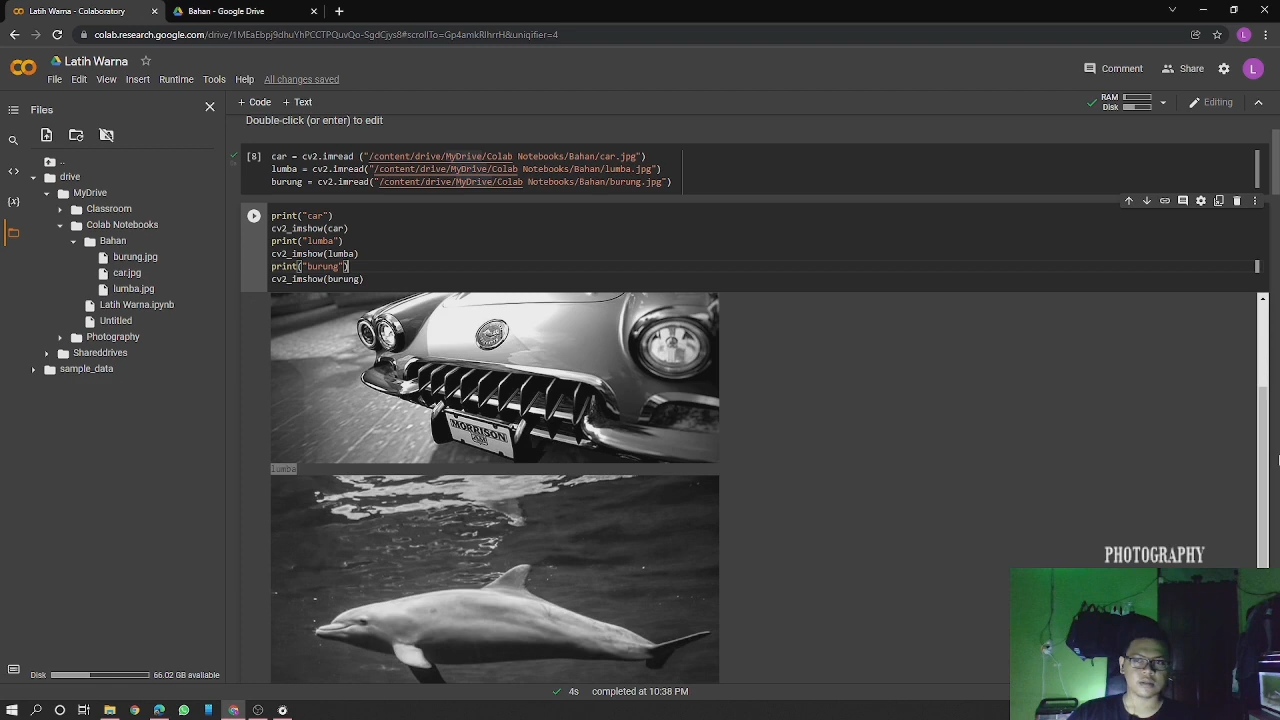 Latih Warna - Colaboratory
Bahan - Google Drive
colab.research.google.com/drive/1MEaEbpj9dhuYhPCCTPQuvQo-SgdCjys8#scrollTo=Gp4amkRlhrrH&uniqifier=4
L
Latih Warna
File Edit View Insert Runtime Tools Help All changes saved
Comment Share L
Files
+ Code + Text
RAM
Disk
Editing
Double-click (or enter) to edit
..
drive
MyDrive
Classroom
Colab Notebooks
Bahan
burung.jpg
car.jpg
lumba.jpg
Latih Warna.ipynb
Untitled
Photography
Shareddrives
sample_data
[8] car = cv2.imread ("/content/drive/MyDrive/Colab Notebooks/Bahan/car.jpg")
lumba = cv2.imread("/content/drive/MyDrive/Colab Notebooks/Bahan/lumba.jpg")
burung = cv2.imread("/content/drive/MyDrive/Colab Notebooks/Bahan/burung.jpg")
print("car")
cv2_imshow(car)
print("lumba")
cv2_imshow(lumba)
print("burung")
cv2_imshow(burung)
MORRISON
lumba
PHOTOGRAPHY
Disk 66.02 GB available
4s completed at 10:38 PM